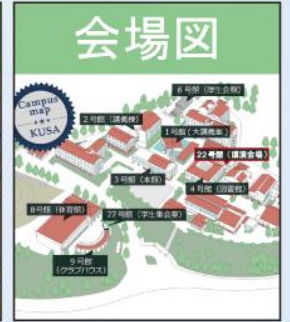 会場図
Campus
map
KUSA
6号館（厚生会館）
2号館（講義棟）
1号館（大講義室）
22号館（講演会場）
3号館（本館）
4号館（図書館）
8号館（体育館）
27号館（学生集会室）
9号館
（クラブハウス）